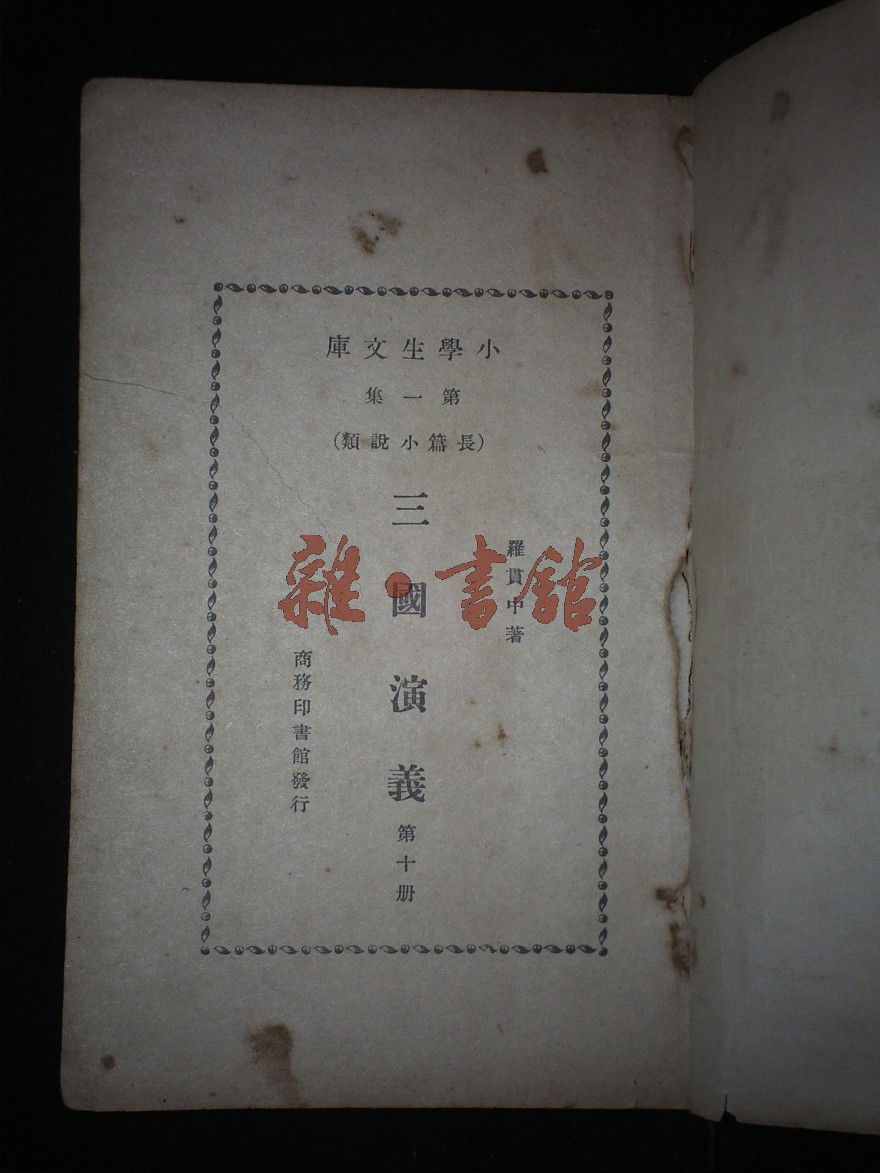 小學生文庫
第一集
(長篇小說類)
羅貫中著
三國演義 第十册
商務印書館發行
雜·書館